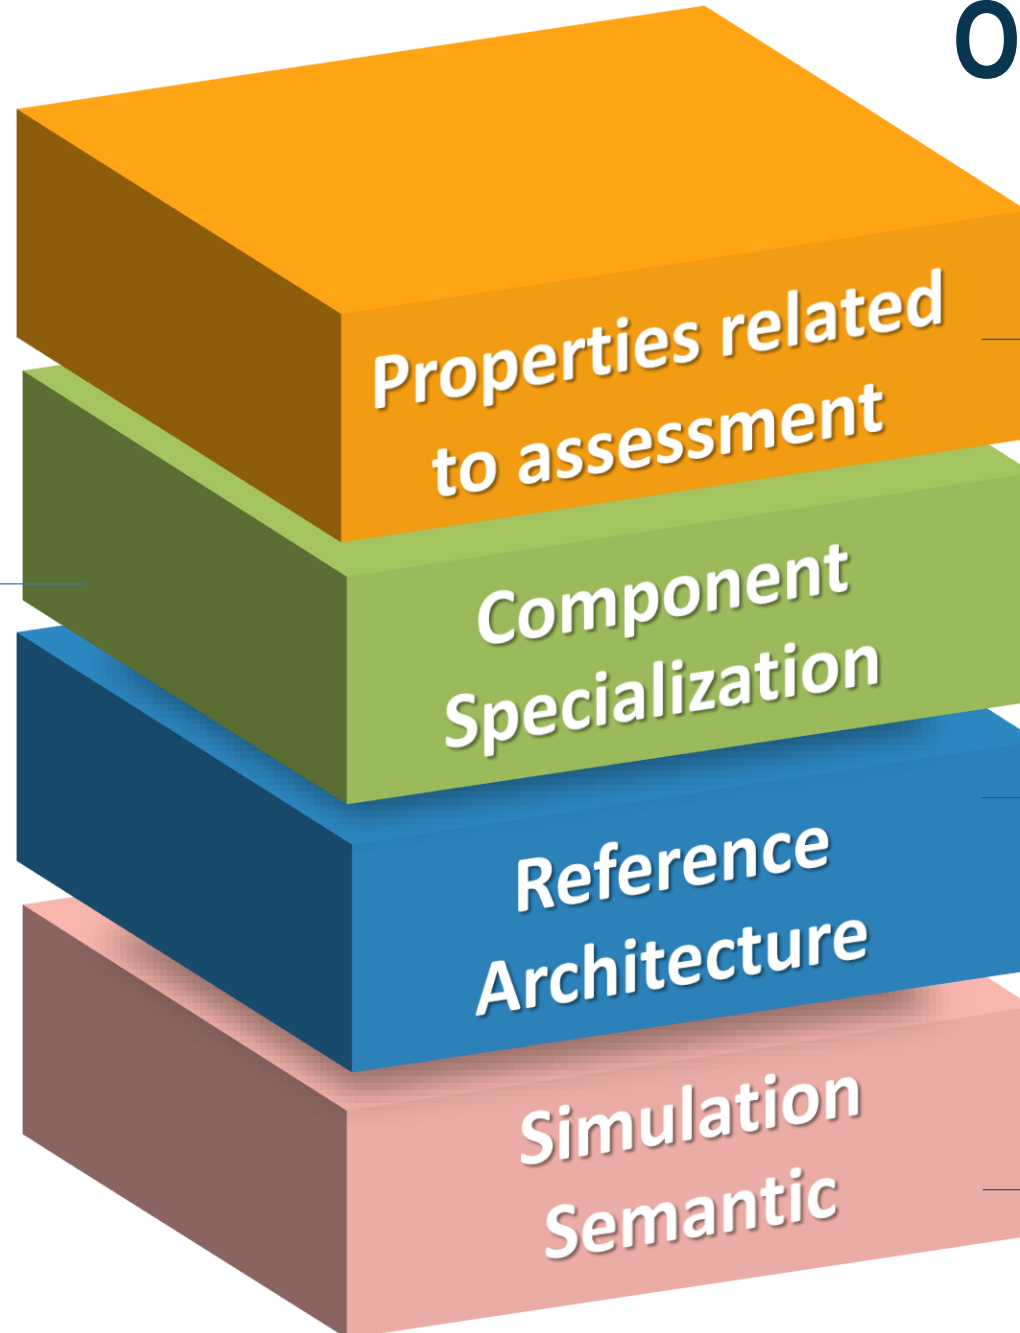 O
Properties related
to assessment
Component
Specialization
Reference
Architecture
Simulation
Semantic